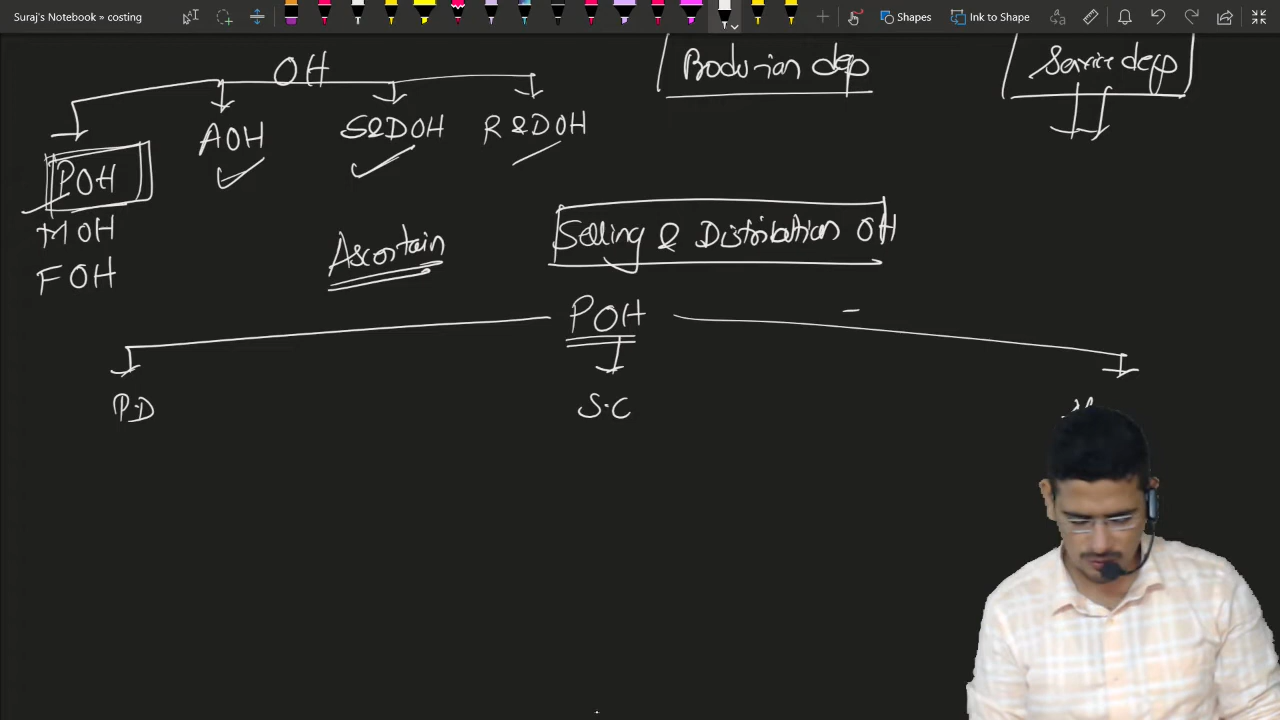 Suraj's Notebook » costing
Shapes
Ink to Shape
OH
Production dep
Service dep
POH
AOH
S&DOH
R&DOH
MOH
FOH
Ascertain
Selling & Distribution OH
POH
P.D
S.C